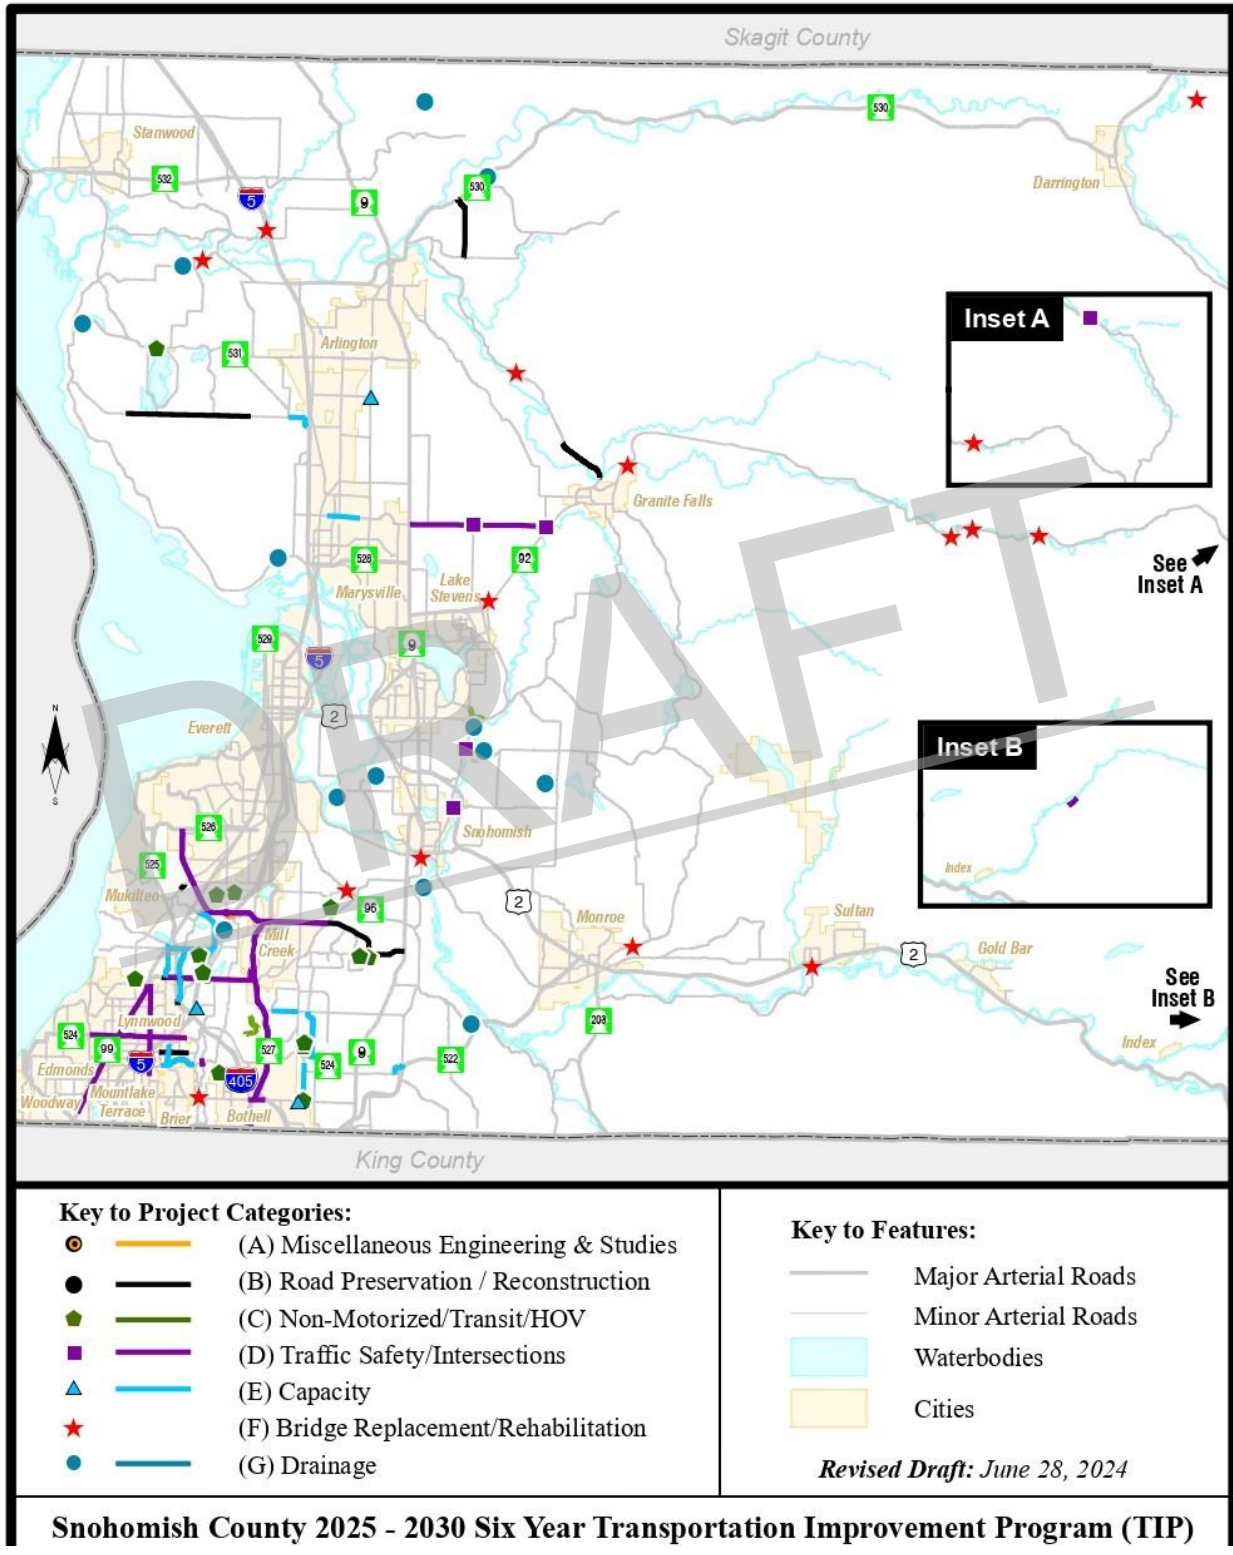 Skagit County
530
Stanwood
532
5
9
530
Darrington
Inset A
531
Arlington
Granite Falls
See
Inset A
528
92
Marysville
Lake
Stevens
529
5
9
N
S
2
Everett
Inset B
Index
DRAFT
526
525
Snohomish
Mukilteo
96
2
Mill
Creek
Monroe
Sultan
2
Gold Bar
See
Inset B
Lynnwood
203
524
99
5
527
524
9
522
Index
Edmonds
405
Woodway
Mountlake
Terrace
Brier
Bothell
King County
Key to Project Categories:
(A) Miscellaneous Engineering & Studies
(B) Road Preservation / Reconstruction
(C) Non-Motorized/Transit/HOV
(D) Traffic Safety/Intersections
(E) Capacity
(F) Bridge Replacement/Rehabilitation
(G) Drainage
Key to Features:
Major Arterial Roads
Minor Arterial Roads
Waterbodies
Cities
Revised Draft: June 28, 2024
Snohomish County 2025 - 2030 Six Year Transportation Improvement Program (TIP)